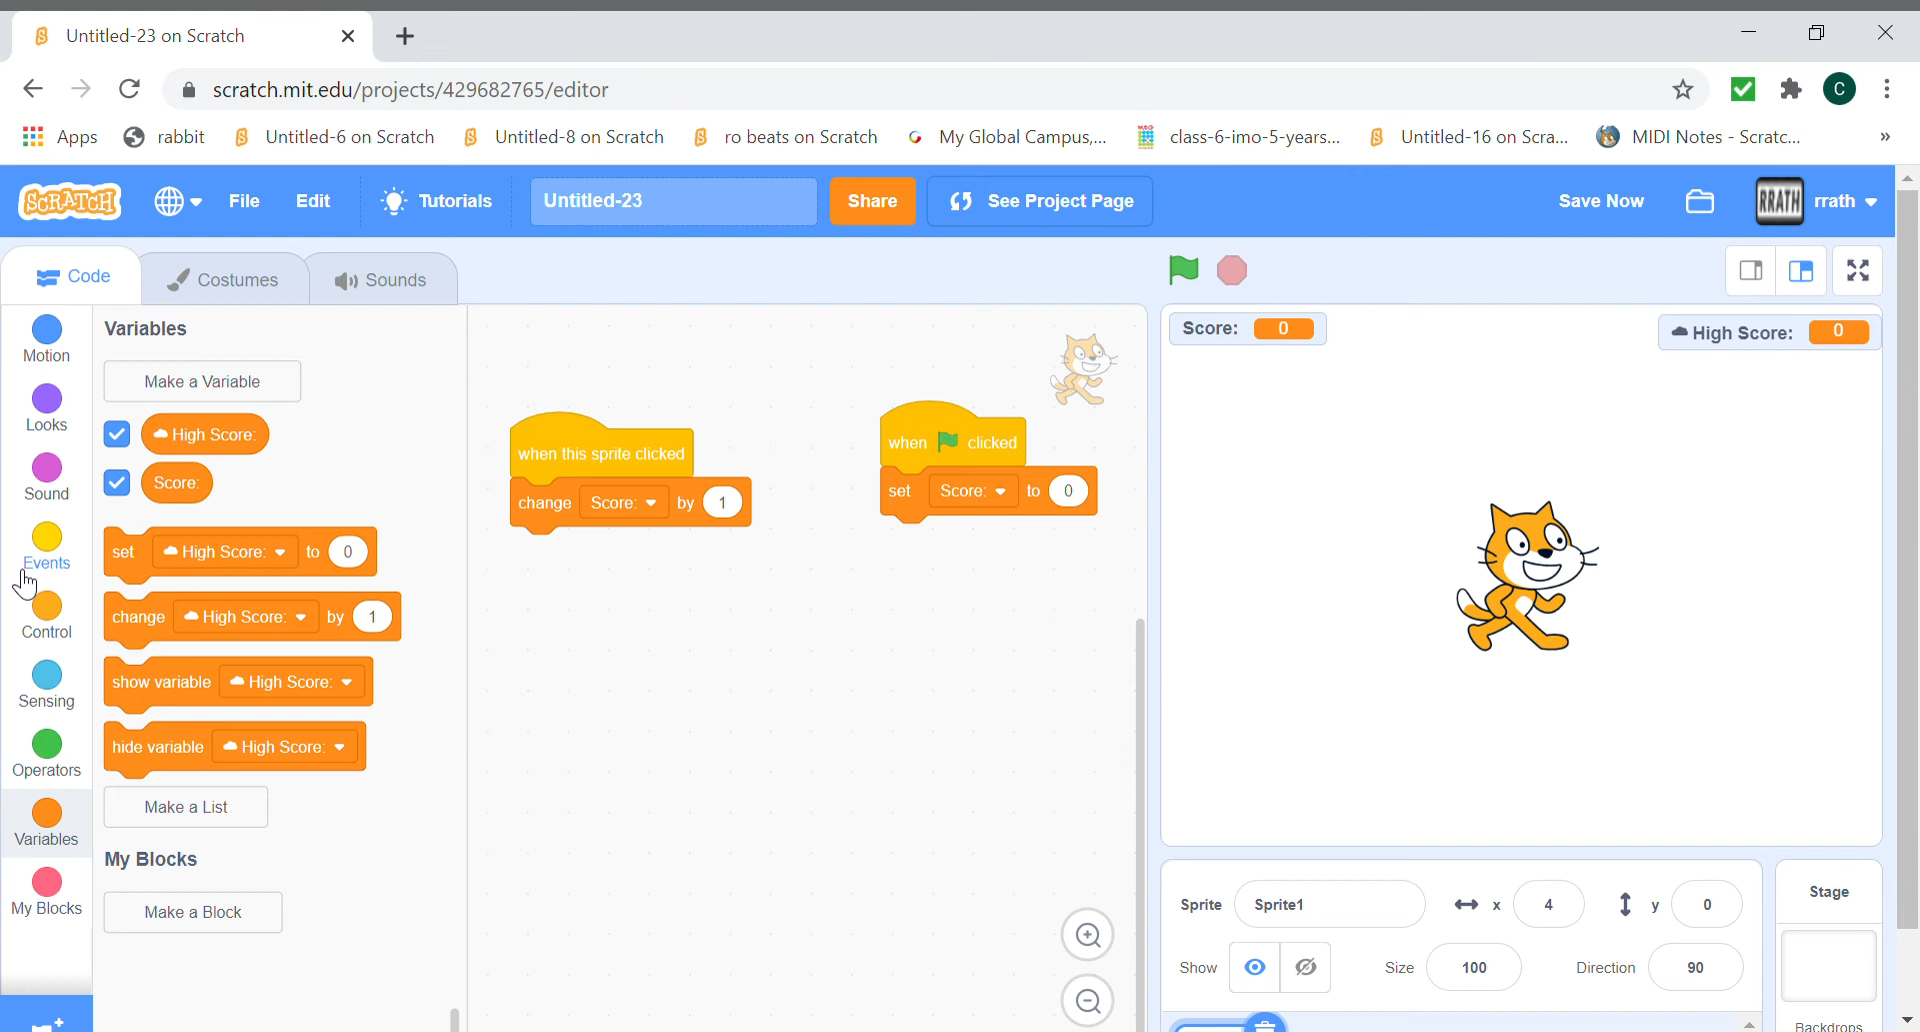 Untitled-23 on Scratch
scratch.mit.edu/projects/429682765/editor
C
Apps rabbit Untitled-6 on Scratch Untitled-8 on Scratch ro beats on Scratch My Global Campus,... class-6-imo-5-years... Untitled-16 on Scra... MIDI Notes - Scratc... »
SCRATCH File Edit Tutorials Untitled-23 Share See Project Page Save Now RRATH rrath
Code Costumes Sounds
Motion
Looks
Sound
Events
Control
Sensing
Operators
Variables
My Blocks
Variables
Make a Variable
High Score:
Score:
set High Score: to 0
change High Score: by 1
show variable High Score:
hide variable High Score:
Make a List
My Blocks
Make a Block
when this sprite clicked
change Score: by 1
when clicked
set Score: to 0
Score: 0
High Score: 0
Sprite Sprite1 x 4 y 0
Show Size 100 Direction 90
Stage
Backdrops